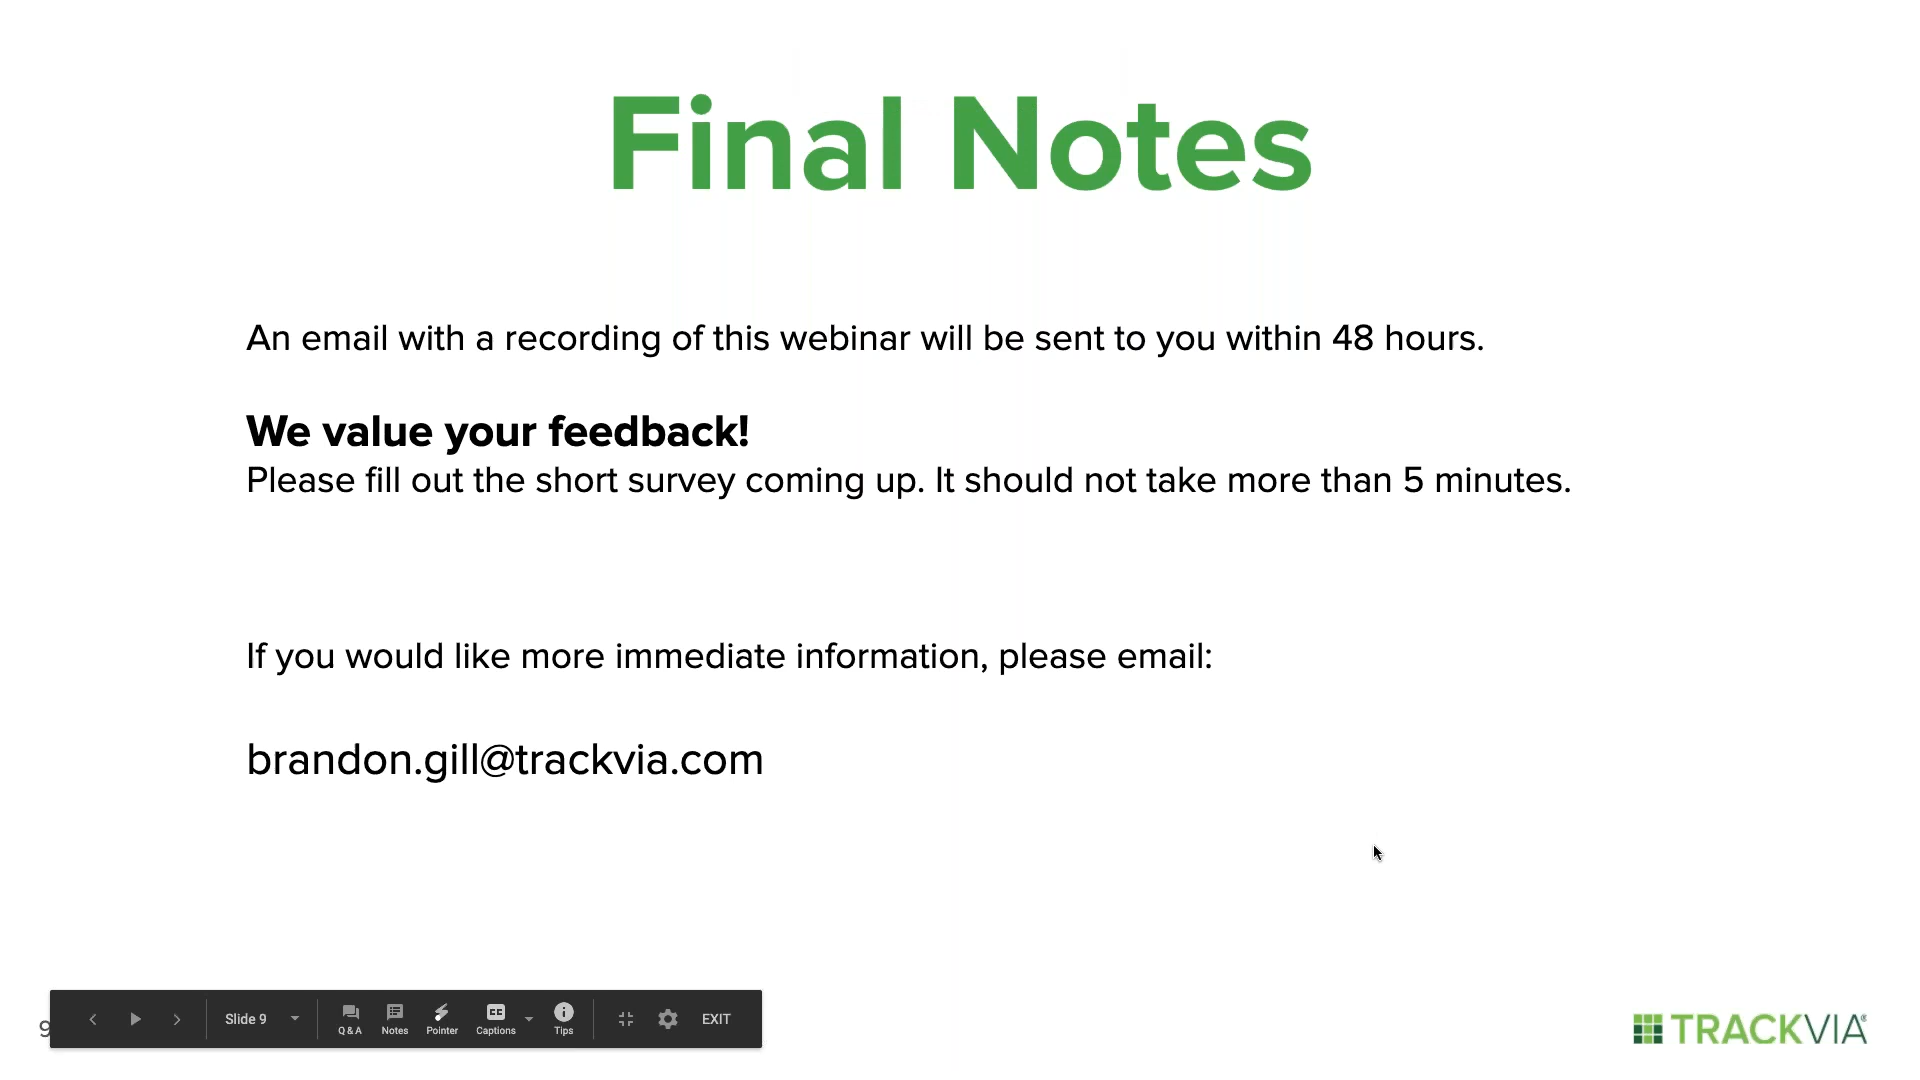 Final Notes
An email with a recording of this webinar will be sent to you within 48 hours.
We value your feedback!
Please fill out the short survey coming up. It should not take more than 5 minutes.
If you would like more immediate information, please email:
brandon.gill@trackvia.com
9
Slide 9
Q&A
Notes
Pointer
CC
Captions
Tips
EXIT
TRACKVIA®